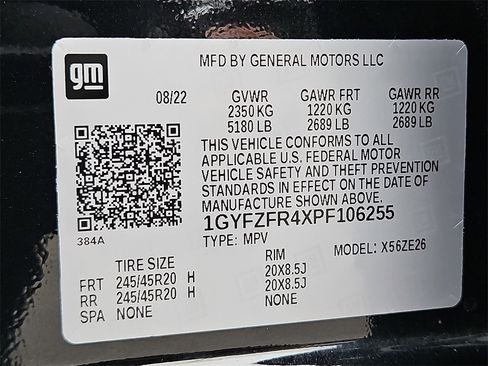 gm
MFD BY GENERAL MOTORS LLC
08/22 GVWR GAWR FRT GAWR RR
2350 KG 1220 KG 1220 KG
5180 LB 2689 LB 2689 LB
THIS VEHICLE CONFORMS TO ALL
APPLICABLE U.S. FEDERAL MOTOR
VEHICLE SAFETY AND THEFT PREVENTION
STANDARDS IN EFFECT ON THE DATE OF
MANUFACTURE SHOWN ABOVE.
1GYFZFR4XPF106255
384A
TYPE: MPV MODEL: X56ZE26
TIRE SIZE RIM
FRT 245/45R20 H 20X8.5J
RR 245/45R20 H 20X8.5J
SPA NONE NONE